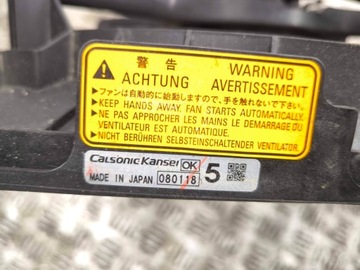 警告 WARNING
ACHTUNG AVERTISSEMENT
▶ファンは自動的に始動しますので、手を触れないで下さい。
▶KEEP HANDS AWAY. FAN STARTS AUTOMATICALLY.
▶NE PAS APPROCHER LES MAINS LE DEMARRAGE DU
VENTILATEUR EST AUTOMATIQUE.
▶NICHT BERÜHREN SELBSTEINSCHALTENDER VENTILATOR.
Calsonic Kansei OK 5
MADE IN JAPAN 080118